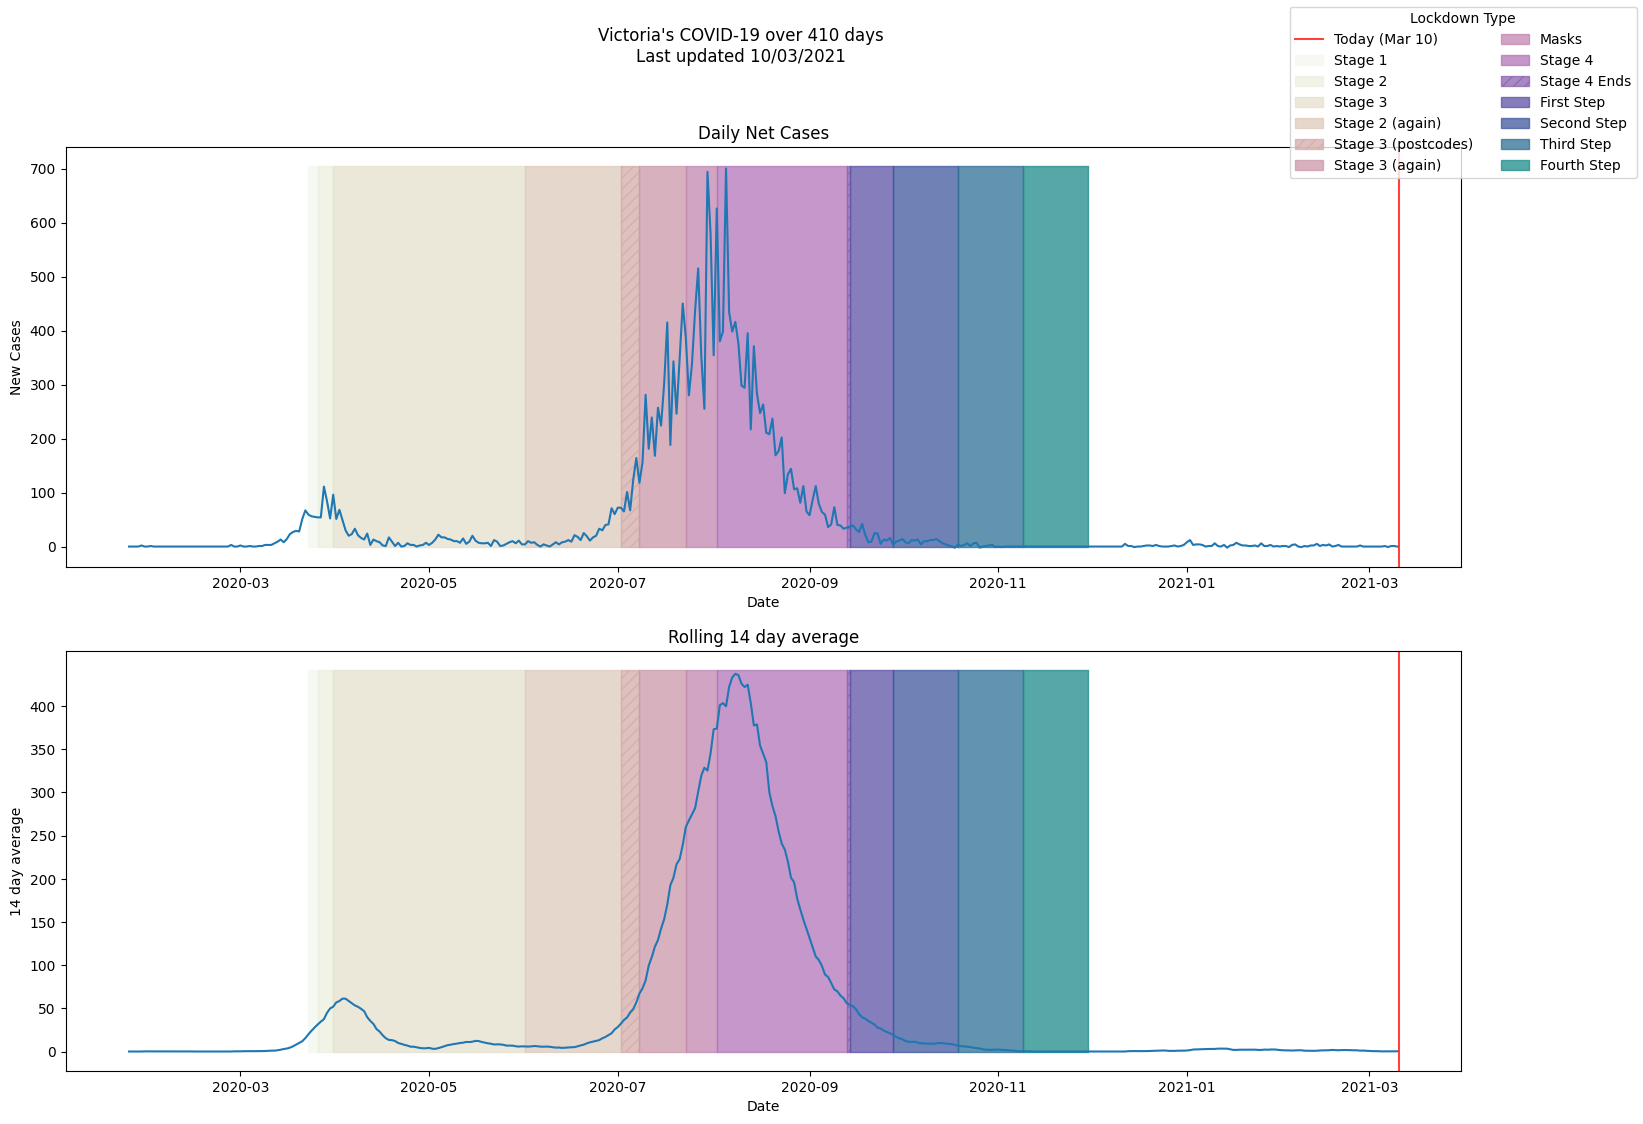 Victoria's COVID-19 over 410 days
Last updated 10/03/2021
Lockdown Type
Today (Mar 10)
Stage 1
Stage 2
Stage 3
Stage 2 (again)
Stage 3 (postcodes)
Stage 3 (again)
Masks
Stage 4
Stage 4 Ends
First Step
Second Step
Third Step
Fourth Step
Daily Net Cases
New Cases
700
600
500
400
300
200
100
0
2020-03 2020-05 2020-07 2020-09 2020-11 2021-01 2021-03
Date
Rolling 14 day average
14 day average
400
350
300
250
200
150
100
50
0
2020-03 2020-05 2020-07 2020-09 2020-11 2021-01 2021-03
Date